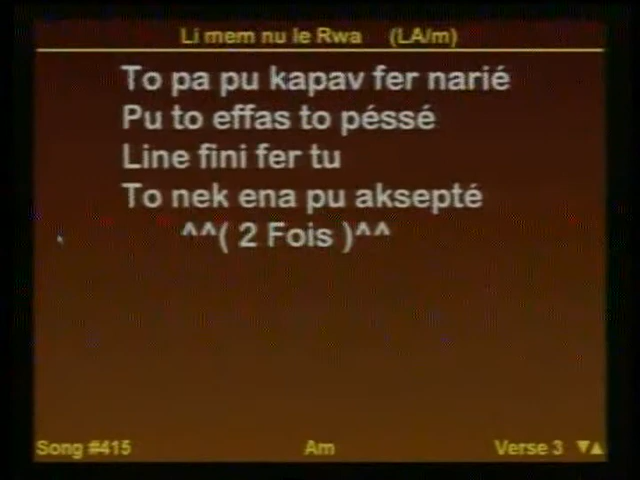 Li mem nu le Rwa (LA/m)
To pa pu kapav fer narié
Pu to effas to péssé
Line fini fer tu
To nek ena pu aksepté
^^( 2 Fois )^^
Song #415 Am Verse 3 ▼▲